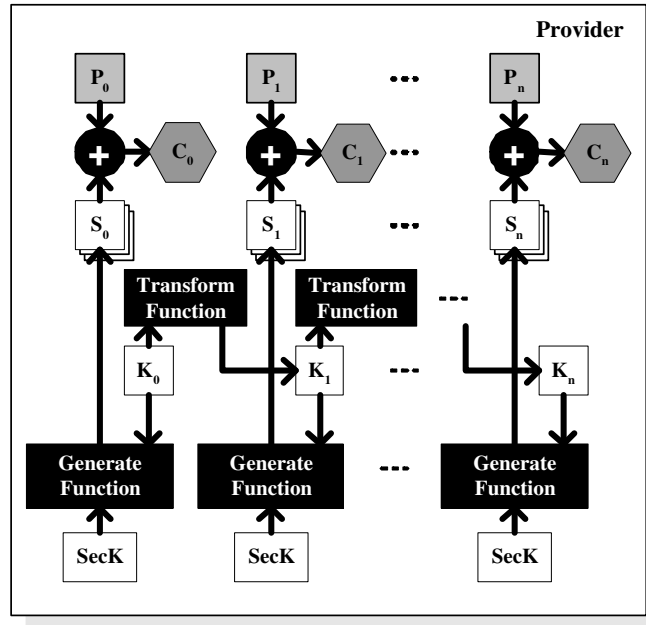 Provider
P0 P1 Pn
+ C0 + C1 + Cn
S0 S1 Sn
Transform Function Transform Function
K0 K1 Kn
Generate Function Generate Function Generate Function
SecK SecK SecK